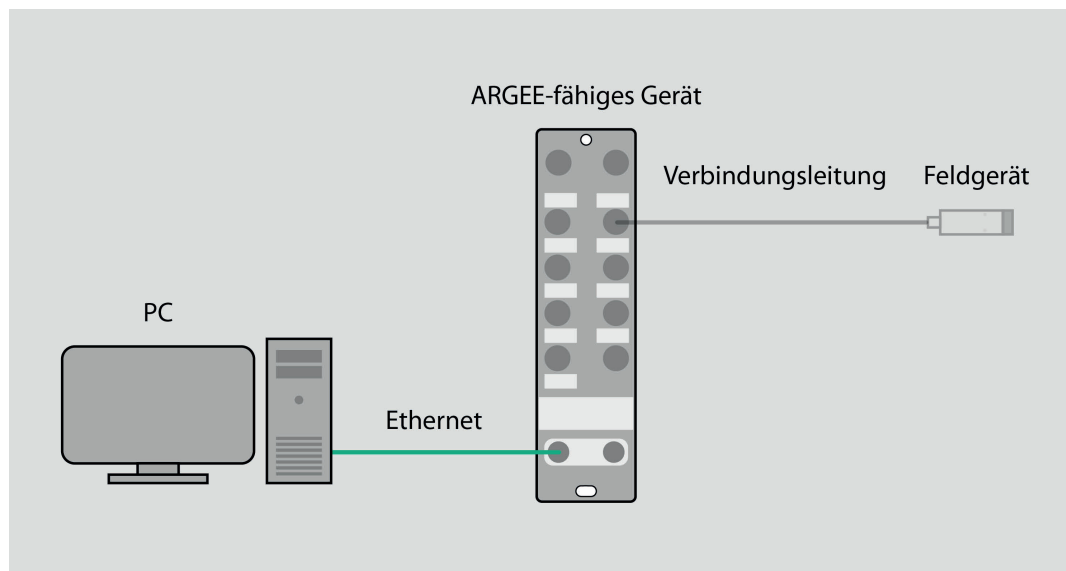 ARGEE-fähiges Gerät
Verbindungsleitung
Feldgerät
PC
Ethernet